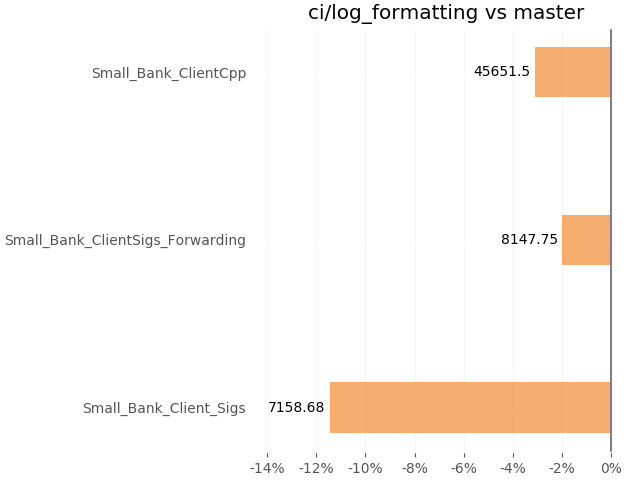 ci/log_formatting vs master
Small_Bank_ClientCpp
45651.5
Small_Bank_ClientSigs_Forwarding
8147.75
Small_Bank_Client_Sigs
7158.68
-14% -12% -10% -8% -6% -4% -2% 0%